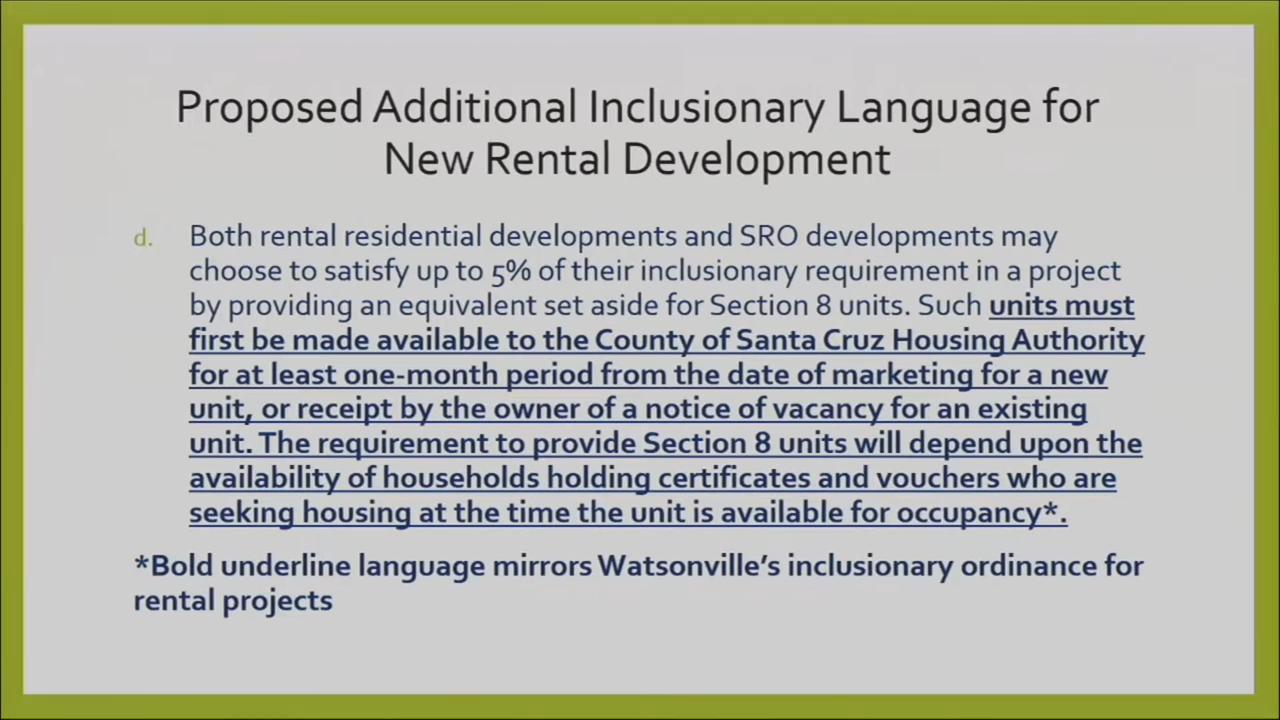 Proposed Additional Inclusionary Language for
New Rental Development
d. Both rental residential developments and SRO developments may
choose to satisfy up to 5% of their inclusionary requirement in a project
by providing an equivalent set aside for Section 8 units. Such units must
first be made available to the County of Santa Cruz Housing Authority
for at least one-month period from the date of marketing for a new
unit, or receipt by the owner of a notice of vacancy for an existing
unit. The requirement to provide Section 8 units will depend upon the
availability of households holding certificates and vouchers who are
seeking housing at the time the unit is available for occupancy*.
*Bold underline language mirrors Watsonville's inclusionary ordinance for
rental projects